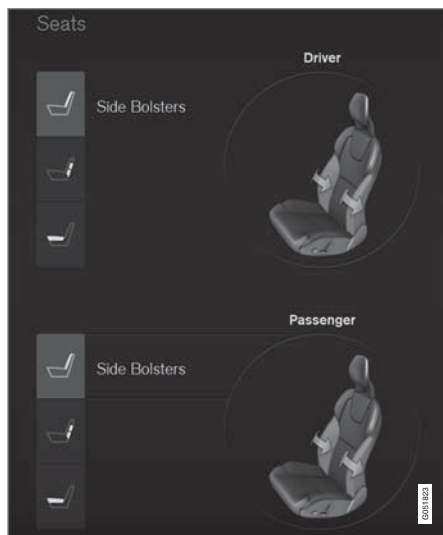 Seats
Driver
Side Bolsters
Passenger
Side Bolsters
G051823